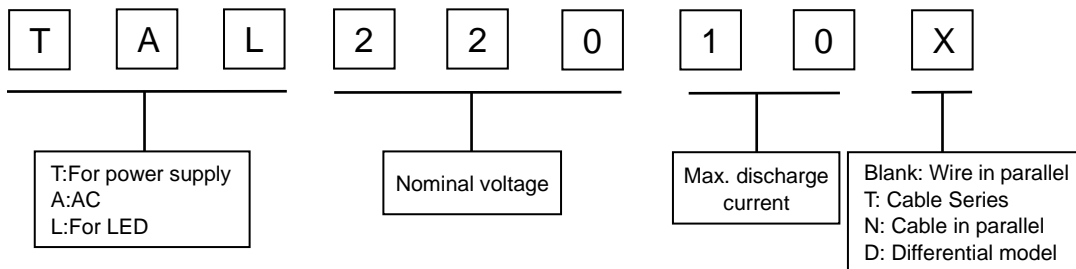 T A L 2 2 0 1 0 X
T:For power supply
A:AC
L:For LED
Nominal voltage
Max. discharge
current
Blank: Wire in parallel
T: Cable Series
N: Cable in parallel
D: Differential model